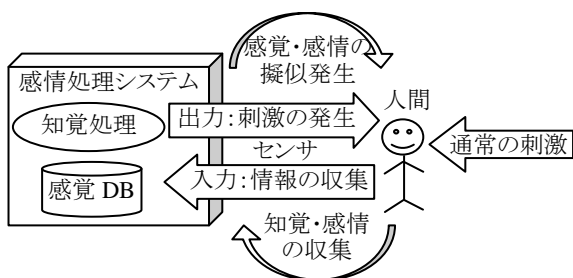 感覚・感情の
擬似発生
感情処理システム
人間
知覚処理
出力：刺激の発生
通常の刺激
センサ
感覚 DB
入力：情報の収集
知覚・感情
の収集